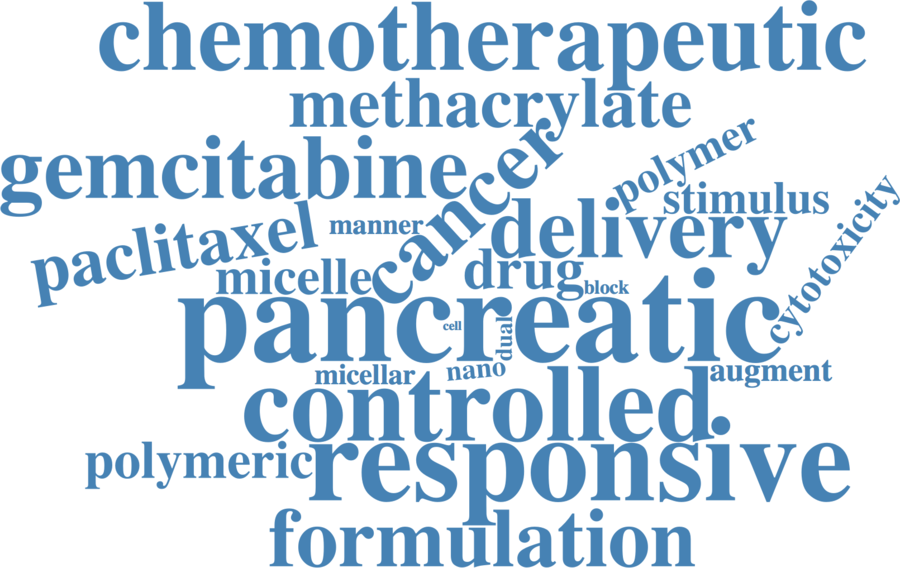 chemotherapeutic
methacrylate
cancer
polymer
gemcitabine
stimulus
cytotoxicity
paclitaxel
manner
delivery
micelle
drug
block
pancreatic
cell
dual
micellar
nano
augment
controlled
polymeric
responsive
formulation